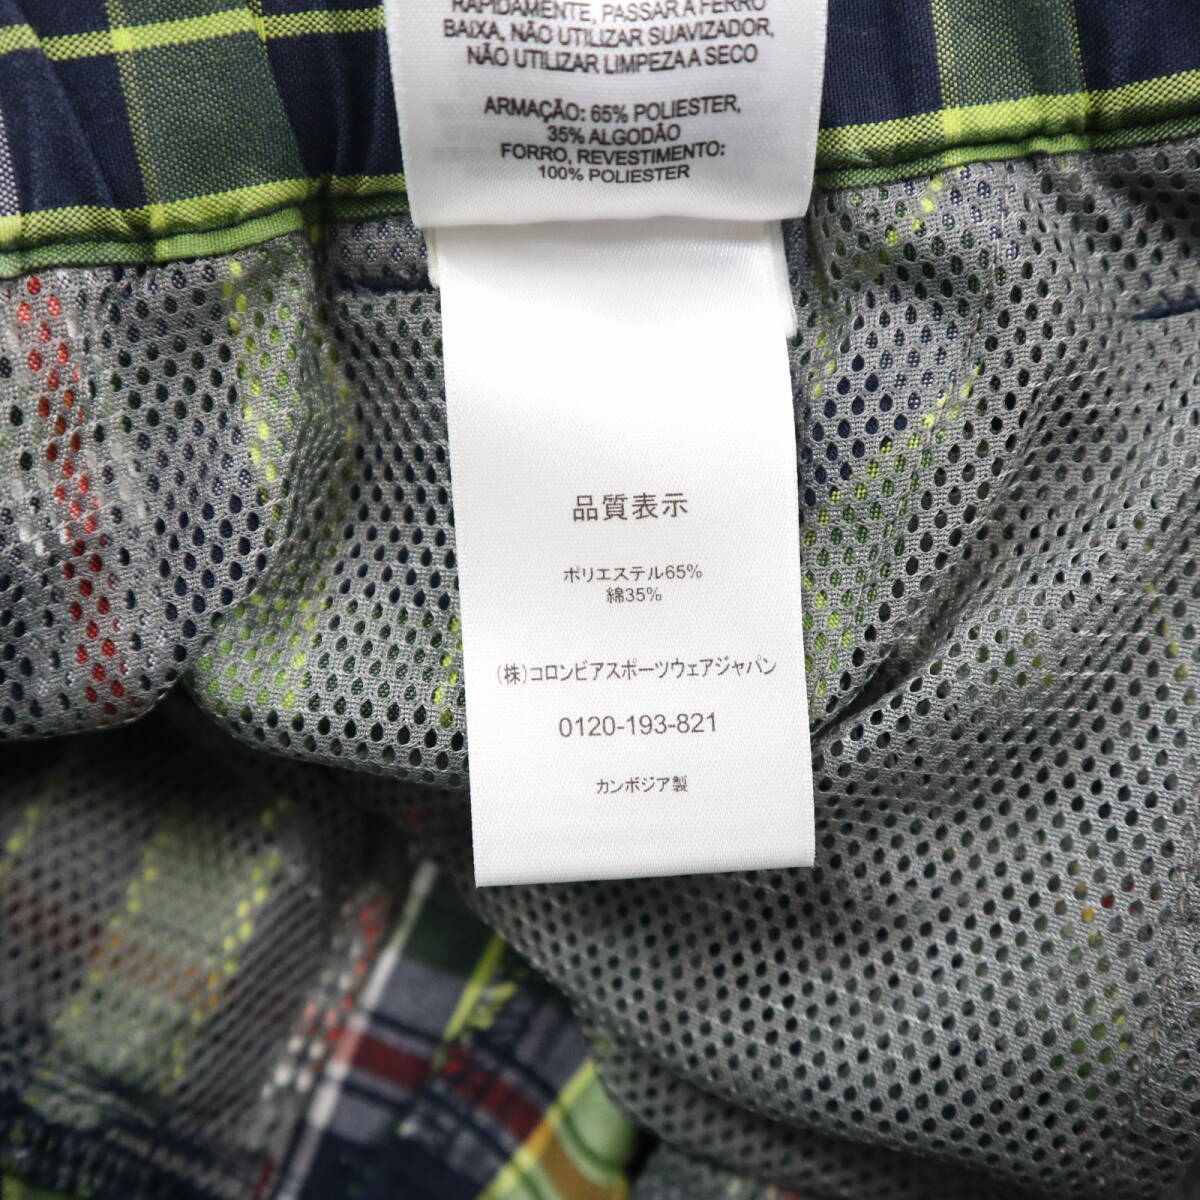 RAPIDAMENTE, PASSAR A FERRO
BAIXA, NÃO UTILIZAR SUAVIZADOR,
NÃO UTILIZAR LIMPEZA A SECO
ARMAÇÃO: 65% POLIESTER,
35% ALGODÃO
FORRO, REVESTIMENTO:
100% POLIESTER
品質表示
ポリエステル65%
綿35%
(株)コロンビアスポーツウェアジャパン
0120-193-821
カンボジア製